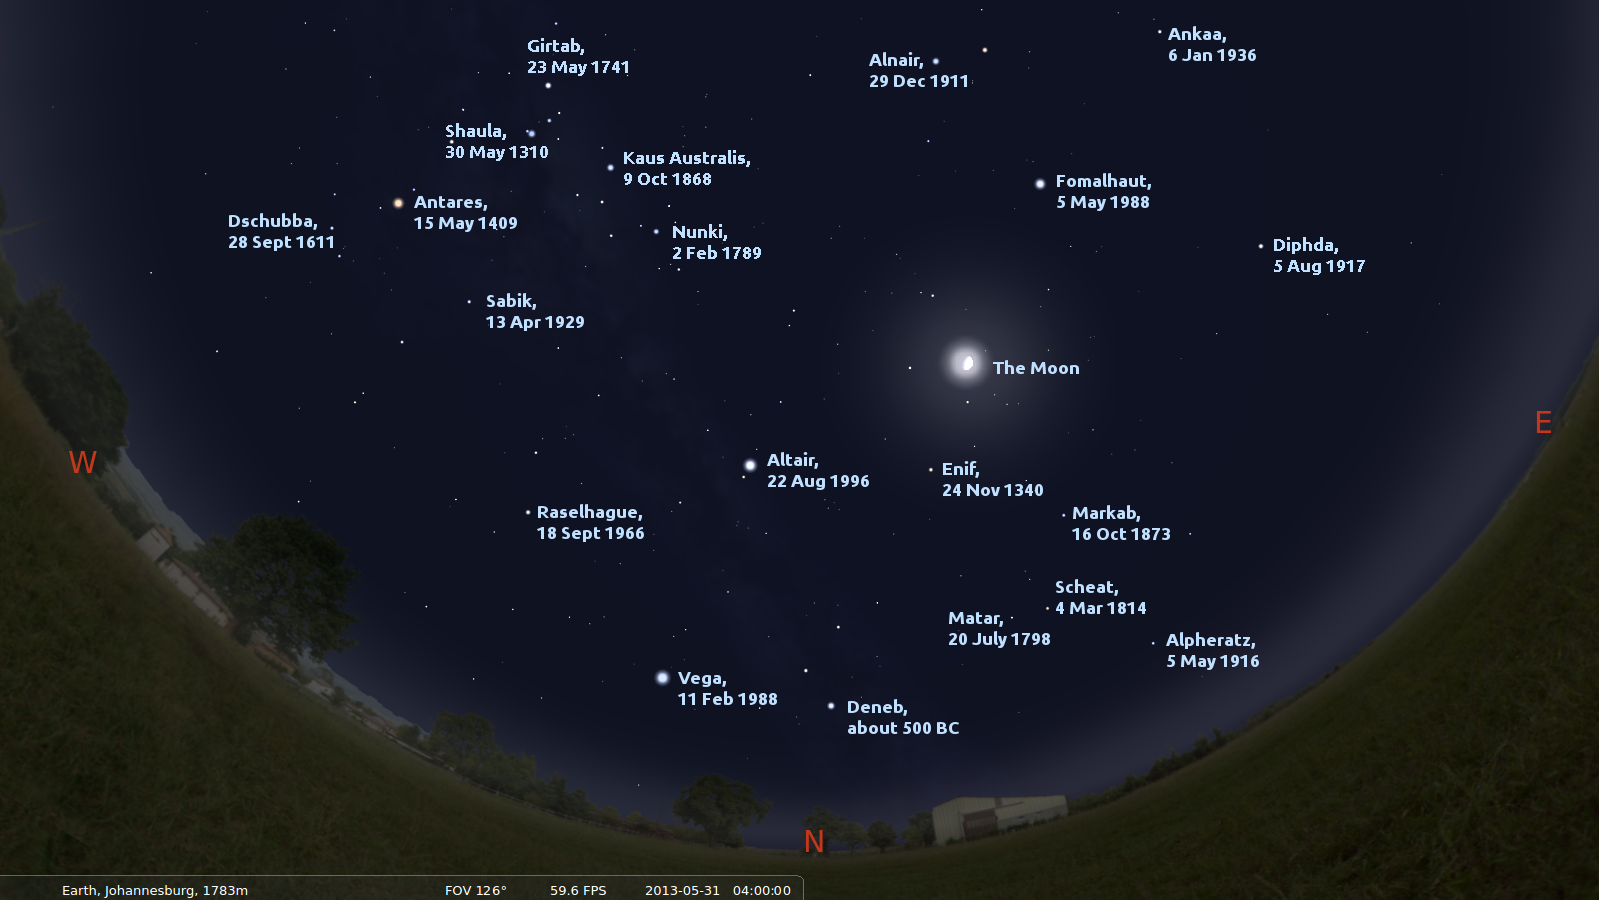 Girtab,
23 May 1741
Alnair,
29 Dec 1911
Ankaa,
6 Jan 1936
Shaula,
30 May 1310
Kaus Australis,
9 Oct 1868
Fomalhaut,
5 May 1988
Antares,
15 May 1409
Dschubba,
28 Sept 1611
Nunki,
2 Feb 1789
Diphda,
5 Aug 1917
Sabik,
13 Apr 1929
The Moon
E
W
Altair,
22 Aug 1996
Enif,
24 Nov 1340
Raselhague,
18 Sept 1966
Markab,
16 Oct 1873
Scheat,
4 Mar 1814
Matar,
20 July 1798
Alpheratz,
5 May 1916
Vega,
11 Feb 1988
Deneb,
about 500 BC
N
Earth, Johannesburg, 1783m FOV 126° 59.6 FPS 2013-05-31 04:00:00